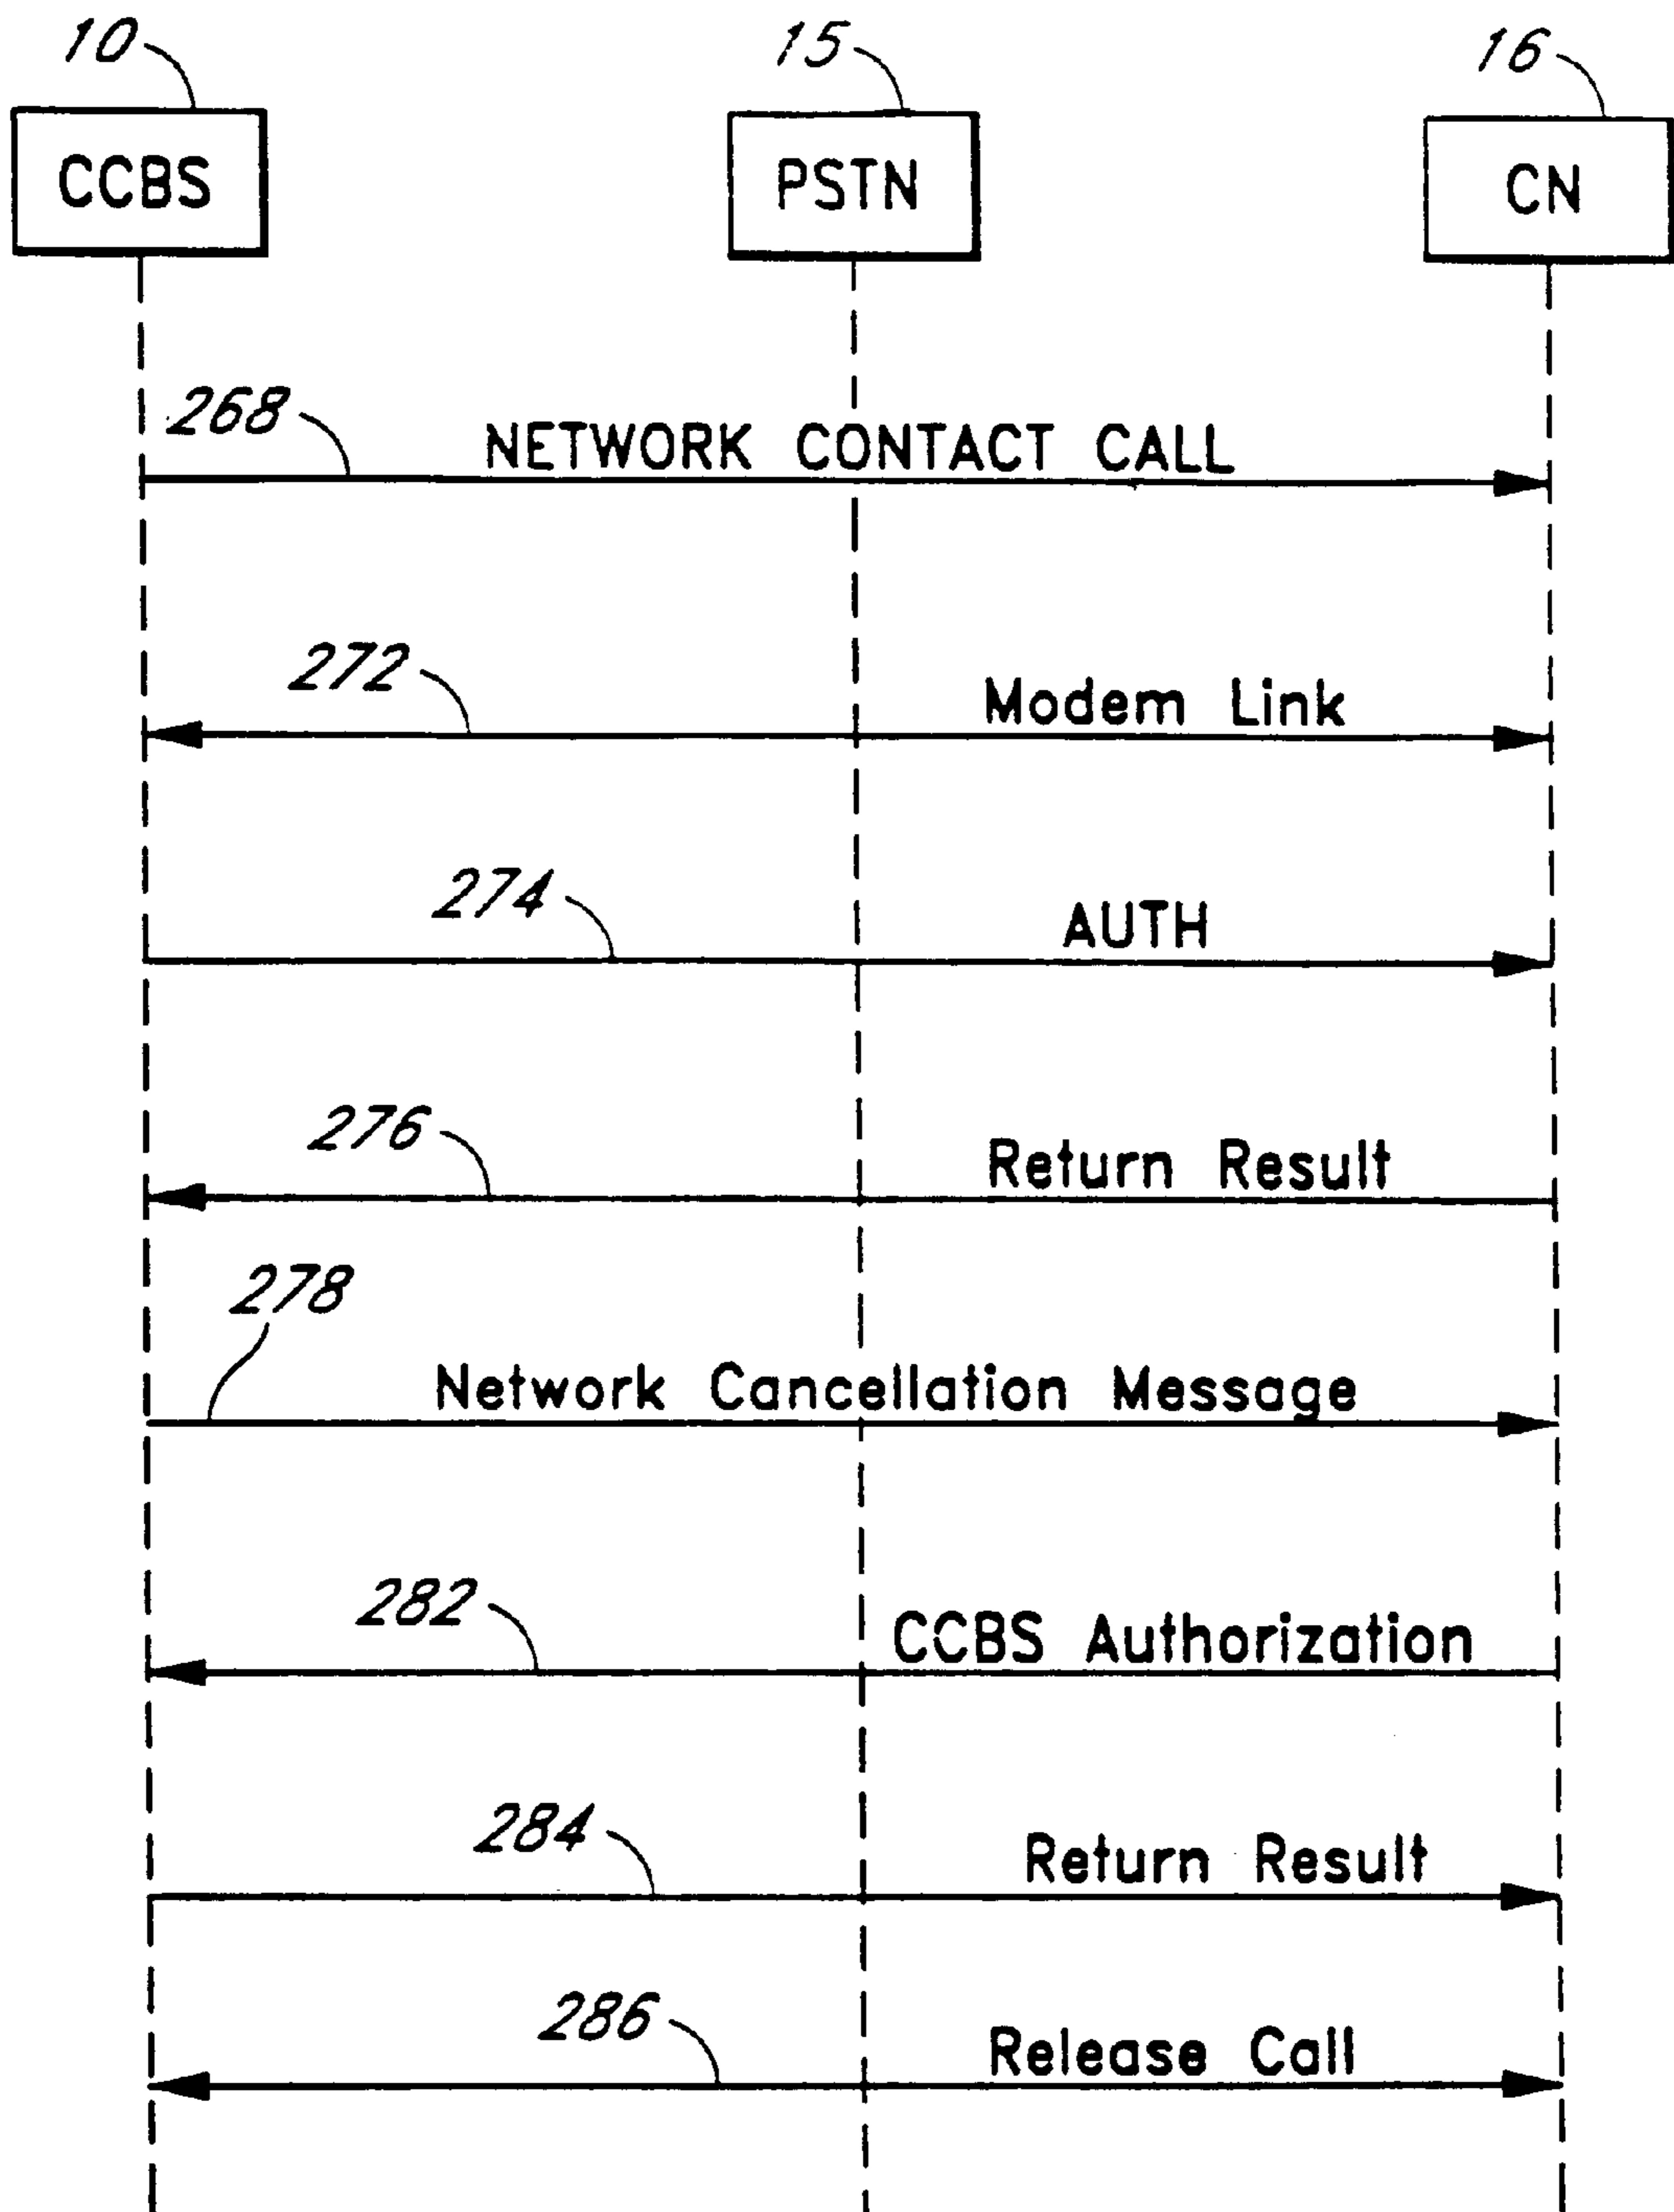 10 15 16
CCBS PSTN CN
268 NETWORK CONTACT CALL
272 Modem Link
274 AUTH
276 Return Result
278
Network Cancellation Message
282 CCBS Authorization
284 Return Result
286 Release Call